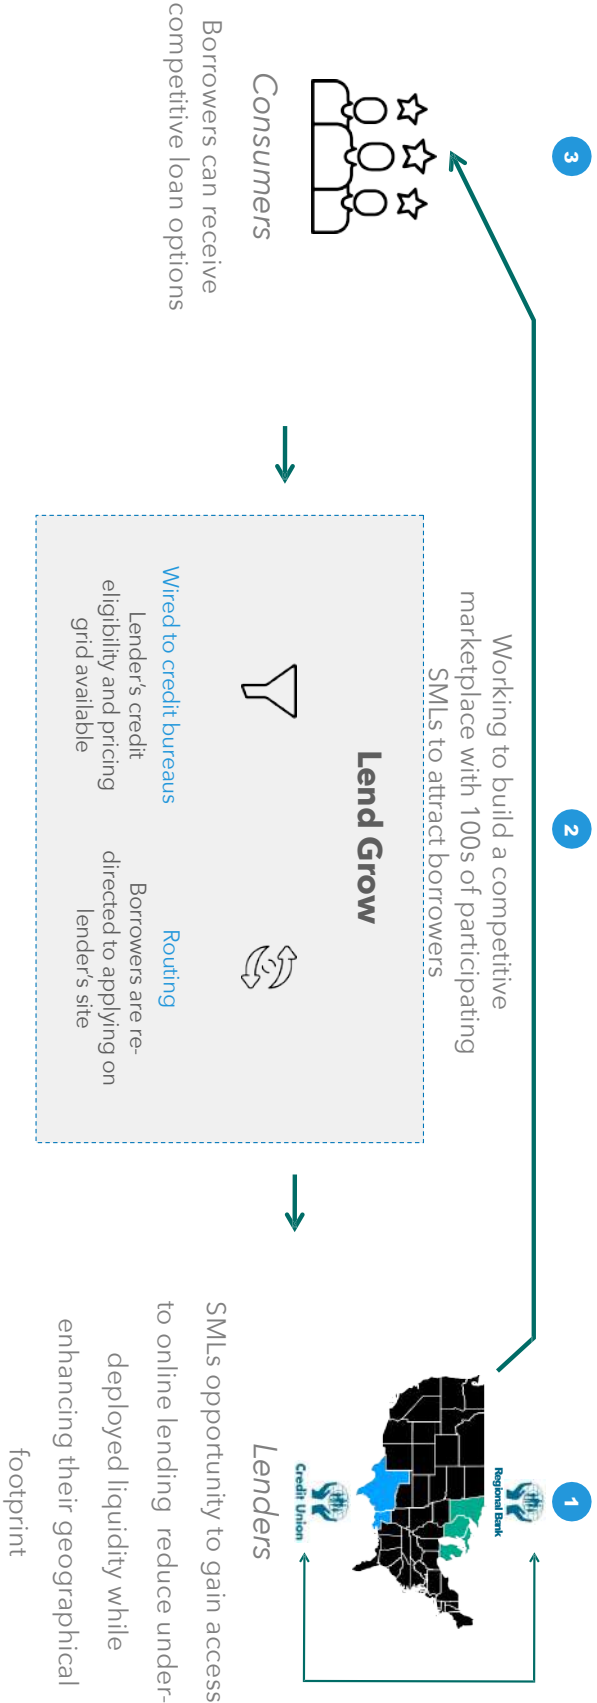 3
Consumers
Borrowers can receive
competitive loan options
2
Working to build a competitive
marketplace with 100s of participating
SMLs to attract borrowers
Lend Grow
Wired to credit bureaus
Lender's credit
eligibility and pricing
grid available
Routing
Borrowers are re-
directed to applying on
lender's site
1
Regional Bank
Credit Union
Lenders
SMLs opportunity to gain access
to online lending reduce under-
deployed liquidity while
enhancing their geographical
footprint